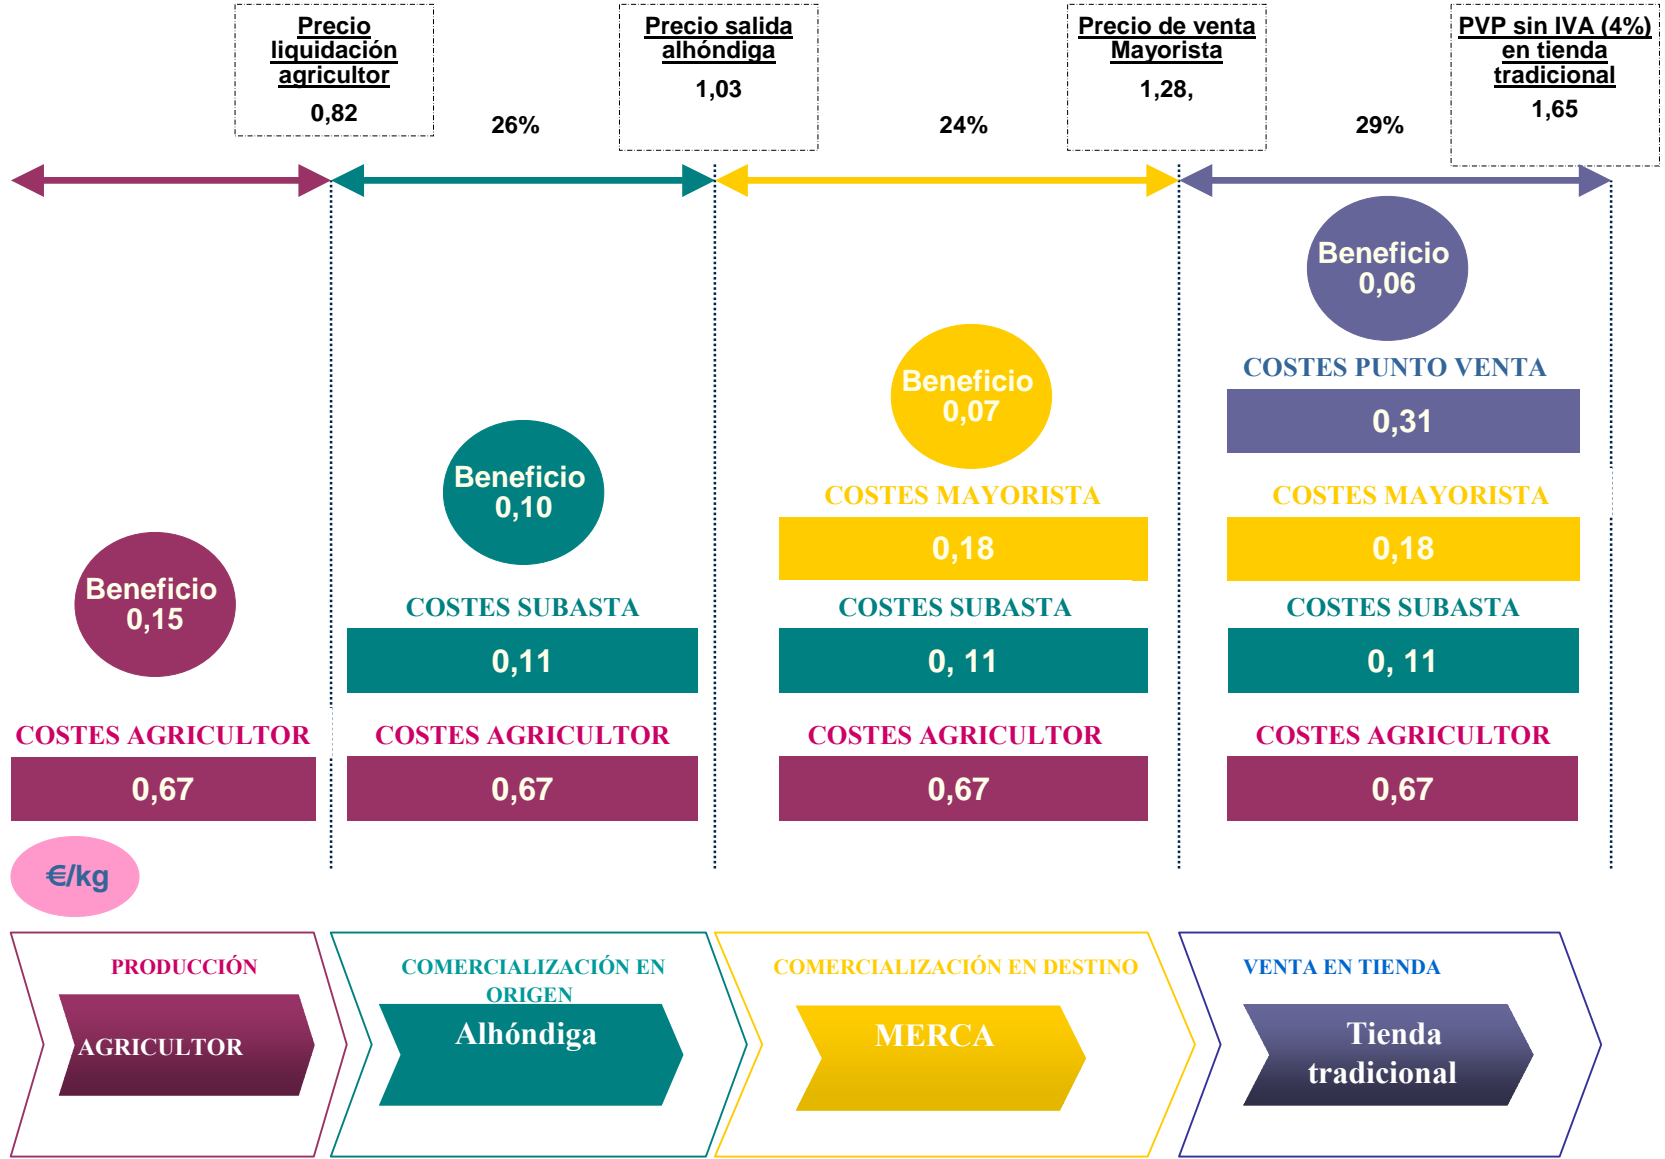 Precio
liquidación
agricultor
0,82
26%
Precio salida
alhóndiga
1,03
24%
Precio de venta
Mayorista
1,28,
29%
PVP sin IVA (4%)
en tienda
tradicional
1,65
Beneficio
0,06
COSTES PUNTO VENTA
0,31
Beneficio
0,07
COSTES MAYORISTA
COSTES MAYORISTA
0,18
0,18
Beneficio
0,10
Beneficio
0,15
COSTES SUBASTA
COSTES SUBASTA
COSTES SUBASTA
0,11
0, 11
0, 11
COSTES AGRICULTOR
COSTES AGRICULTOR
COSTES AGRICULTOR
COSTES AGRICULTOR
0,67
0,67
0,67
0,67
€/kg
PRODUCCIÓN
AGRICULTOR
COMERCIALIZACIÓN EN
ORIGEN
Alhóndiga
COMERCIALIZACIÓN EN DESTINO
MERCA
VENTA EN TIENDA
Tienda
tradicional